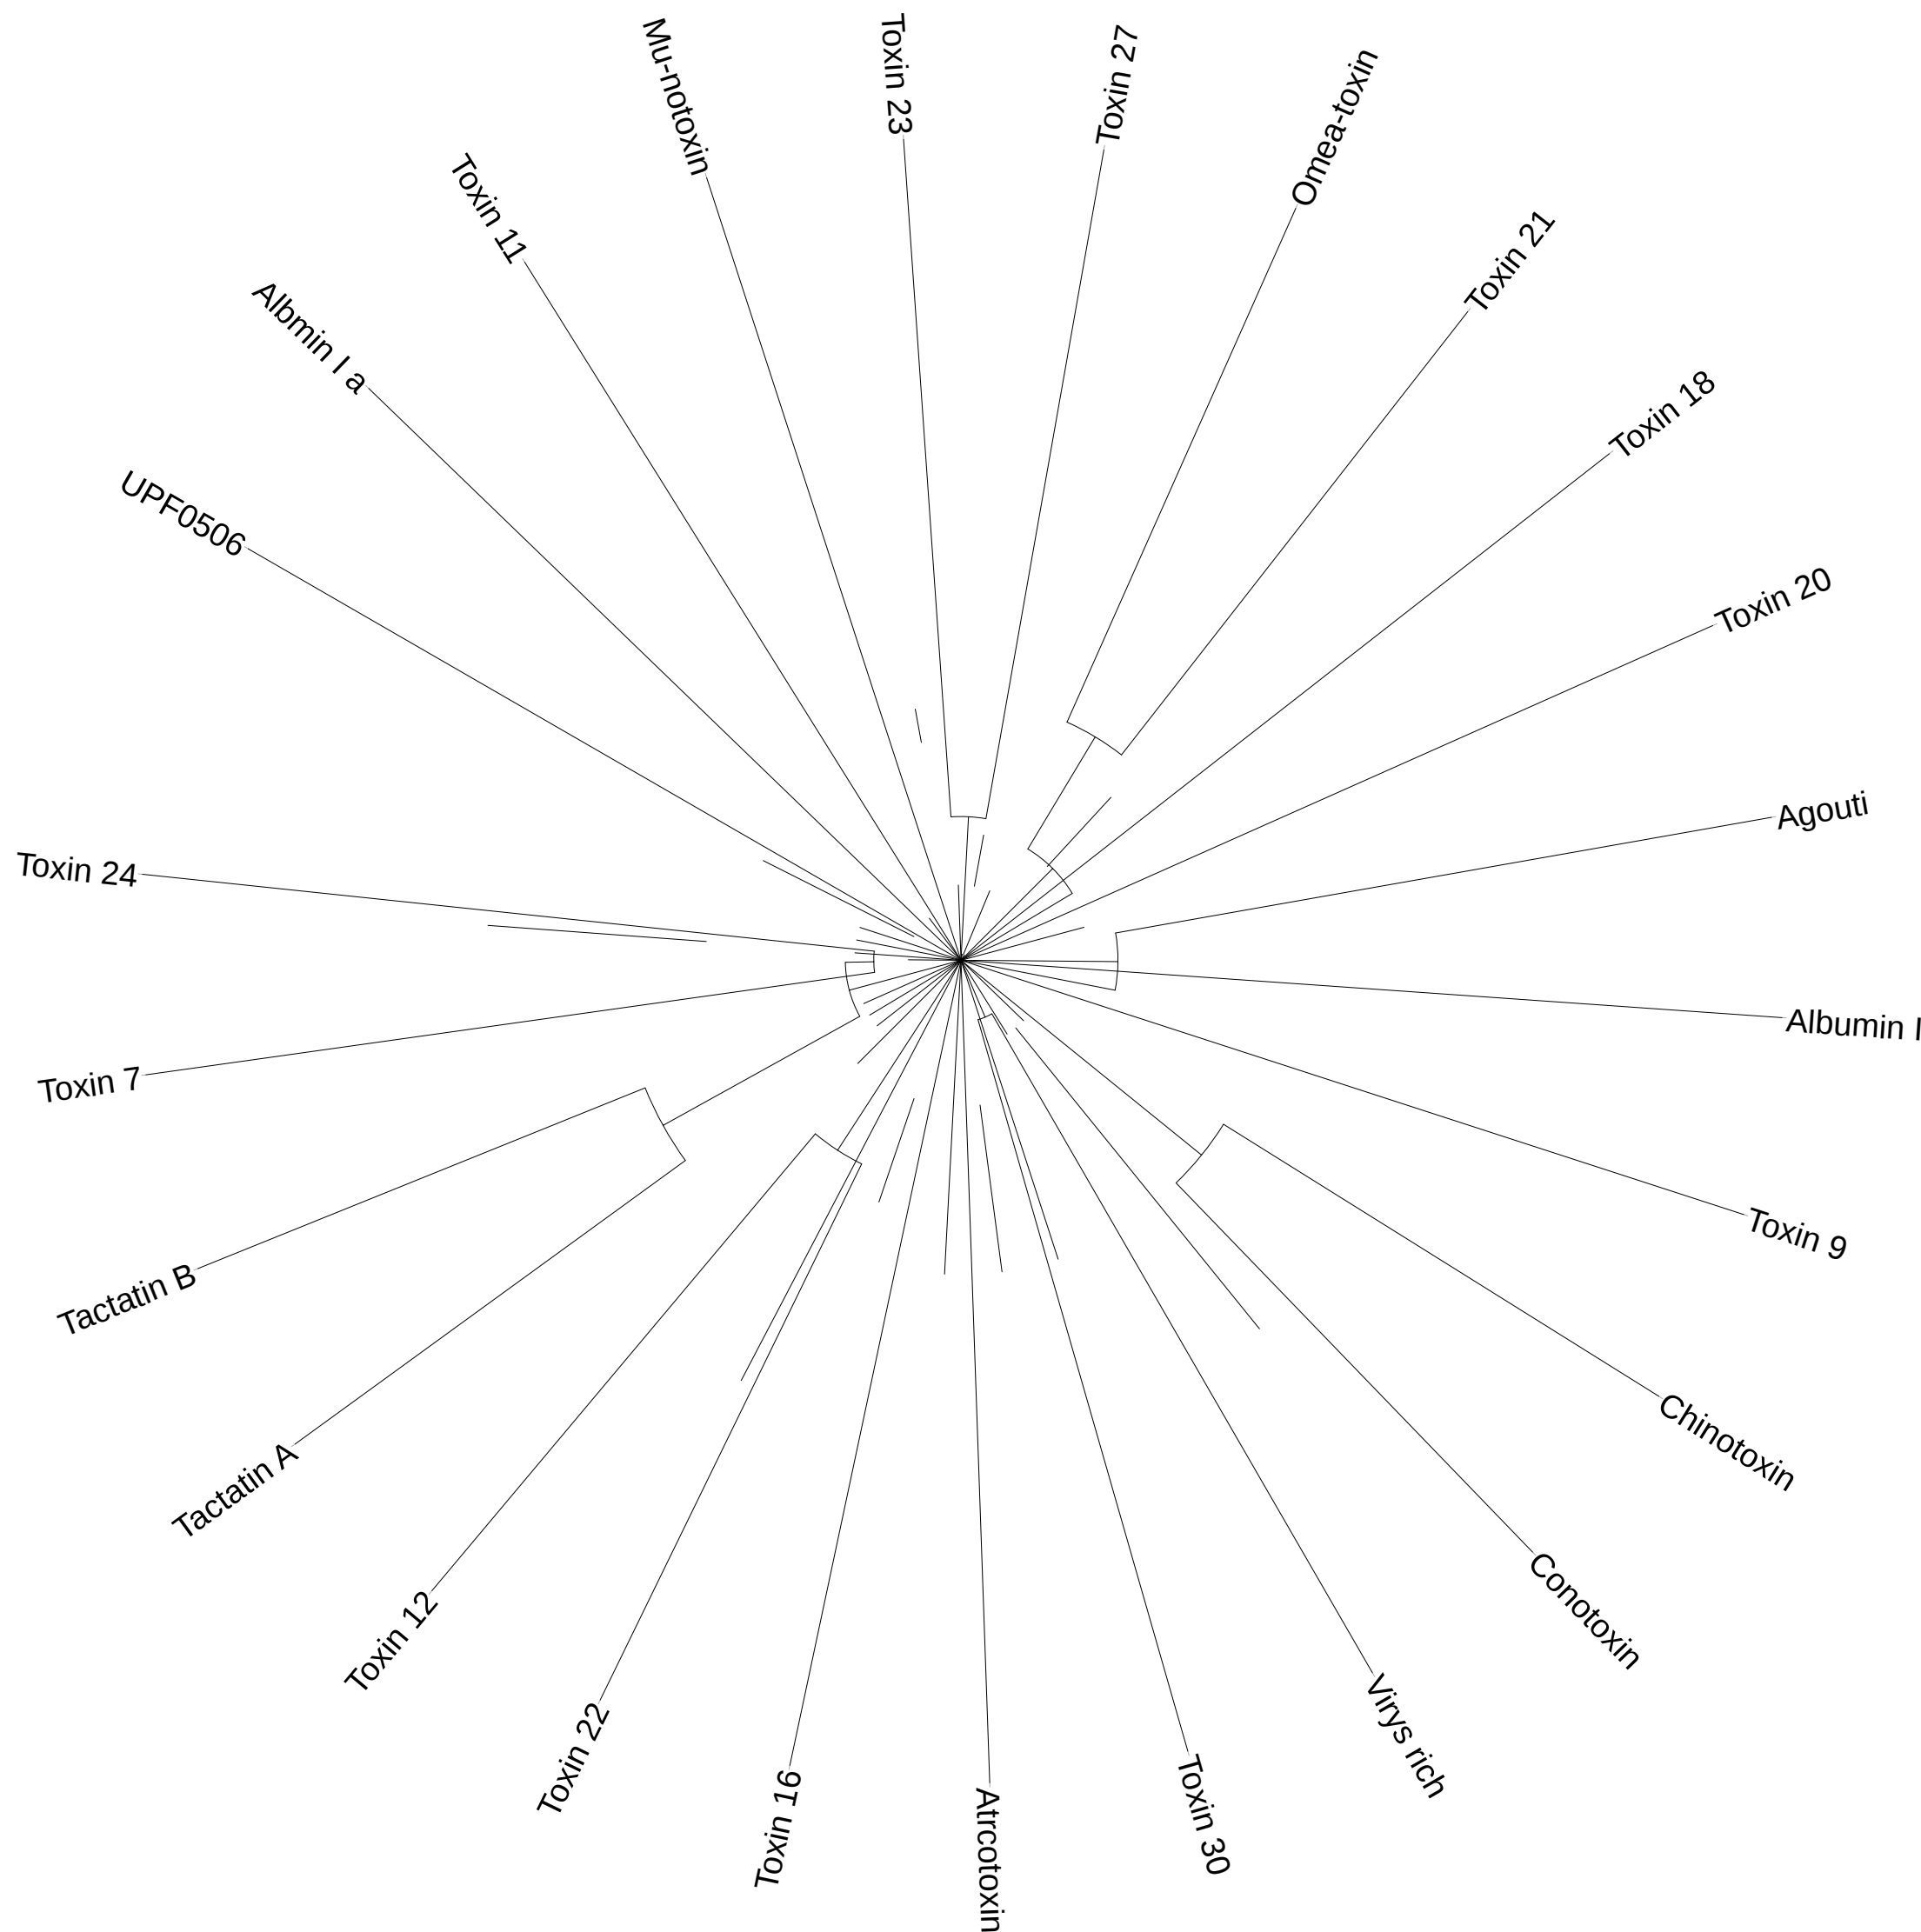 Toxin 23
Toxin 27
Omea-toxin
Toxin 21
Toxin 18
Toxin 20
Agouti
Albumin I
Toxin 9
Chinotoxin
Conotoxin
Virys rich
Toxin 30
Atrcotoxin
Toxin 16
Toxin 22
Toxin 12
Tactatin A
Tactatin B
Toxin 7
Toxin 24
UPF0506
Albmin I a
Toxin 11
Mu-notoxin